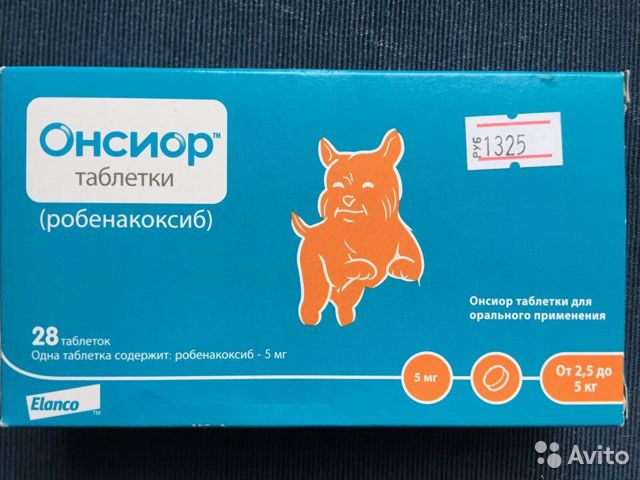 Онсиор™
таблетки
(робенакоксиб)
РУБ 1325
28 таблеток
Одна таблетка содержит: робенакоксиб - 5 мг
Онсиор таблетки для
орального применения
5 мг
От 2,5 до
5 кг
Elanco™
Avito